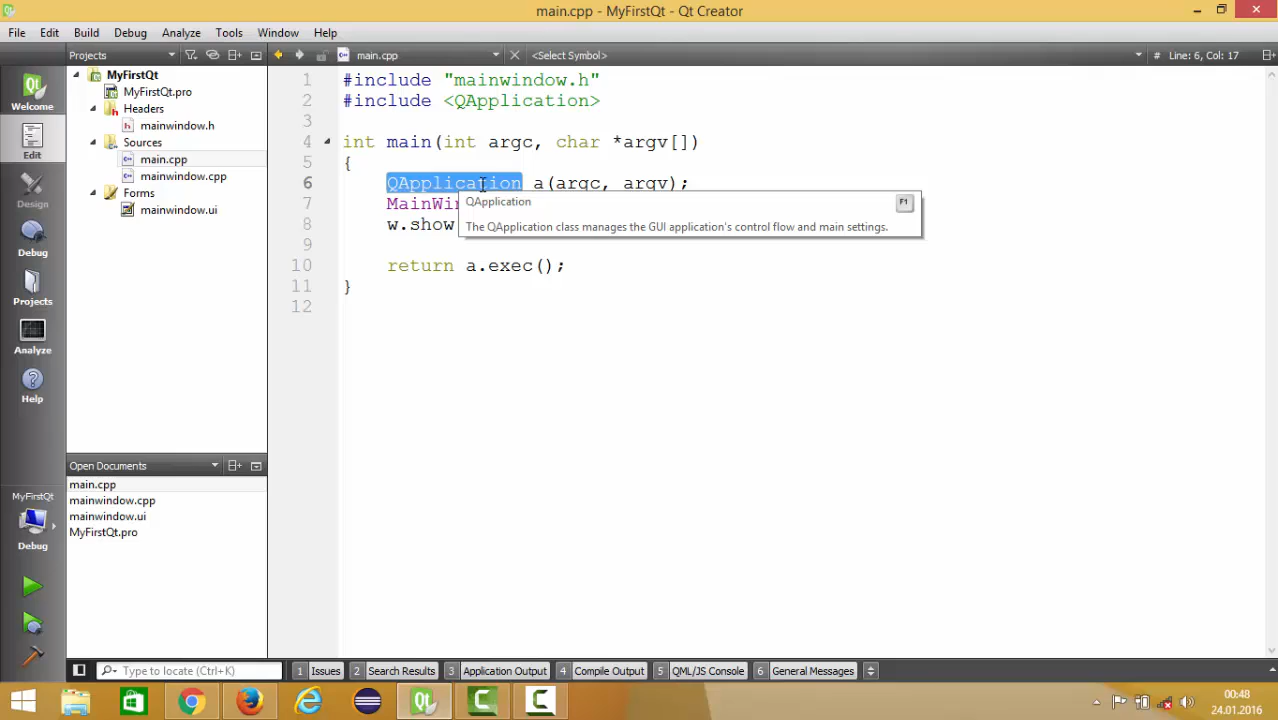 main.cpp - MyFirstQt - Qt Creator
File Edit Build Debug Analyze Tools Window Help
Projects main.cpp <Select Symbol> # Line: 6, Col: 17
Welcome
Edit
Design
Debug
Projects
Analyze
Help
MyFirstQt
Debug
MyFirstQt
MyFirstQt.pro
Headers
mainwindow.h
Sources
main.cpp
mainwindow.cpp
Forms
mainwindow.ui
Open Documents
main.cpp
mainwindow.cpp
mainwindow.ui
MyFirstQt.pro
1 #include "mainwindow.h"
2 #include <QApplication>
3
4 int main(int argc, char *argv[])
5 {
6 QApplication a(argc, argv);
7 MainWin
8 w.show
9
10 return a.exec();
11 }
12
QApplication F1
The QApplication class manages the GUI application's control flow and main settings.
Type to locate (Ctrl+K) 1 Issues 2 Search Results 3 Application Output 4 Compile Output 5 QML/JS Console 6 General Messages
00:48
24.01.2016